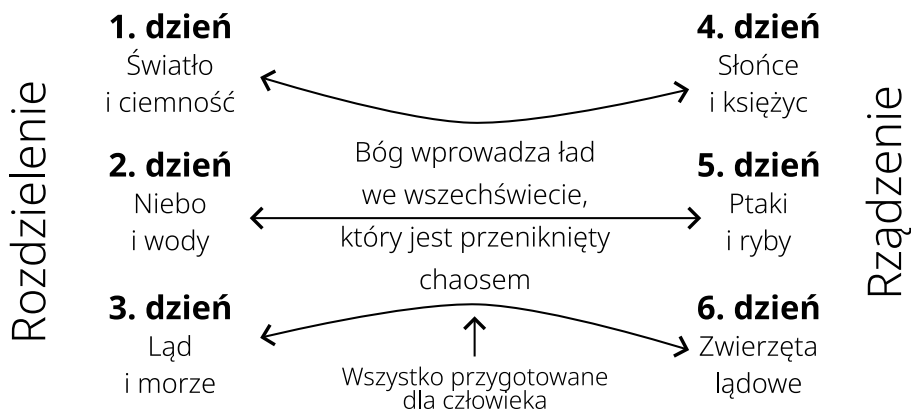 Rozdzielenie
1. dzień
Światło
i ciemność
2. dzień
Niebo
i wody
3. dzień
Ląd
i morze
Bóg wprowadza ład
we wszechświecie,
który jest przeniknięty
chaosem
Wszystko przygotowane
dla człowieka
4. dzień
Słońce
i księżyc
5. dzień
Ptaki
i ryby
6. dzień
Zwierzęta
lądowe
Rządzenie